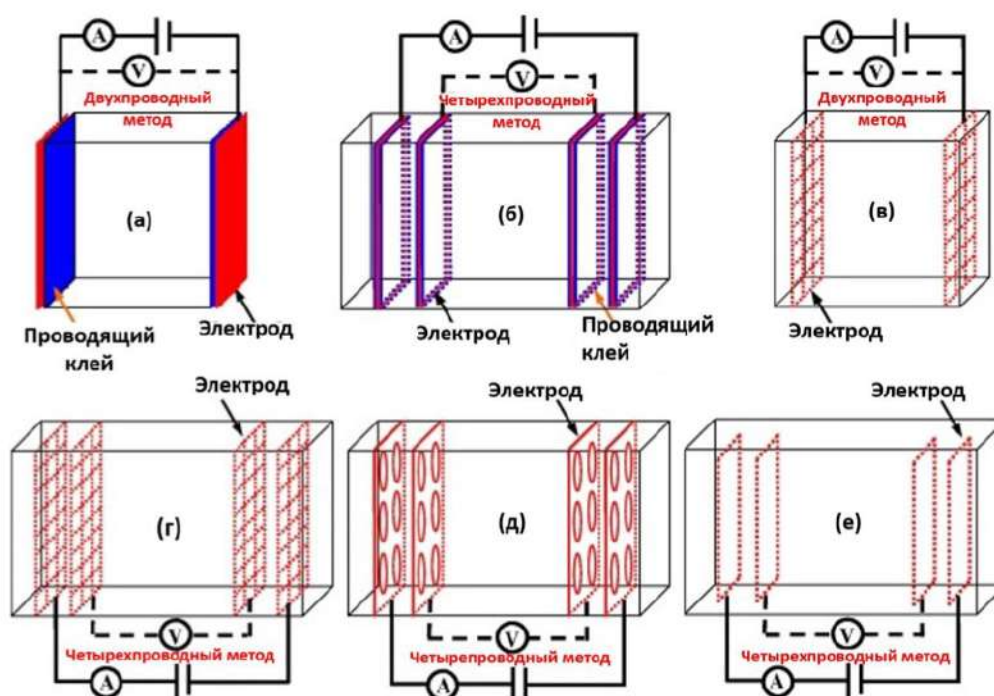 A
V
Двухпроводный
метод
(а)
Проводящий
клей
Электрод
A
V
Четырехпроводный
метод
(б)
Электрод
Проводящий
клей
A
V
Двухпроводный
метод
(в)
Электрод
Электрод
(г)
V
Четырехпроводный метод
A
Электрод
(д)
V
Четырепроводный метод
A
Электрод
(е)
V
Четырехпроводный метод
A